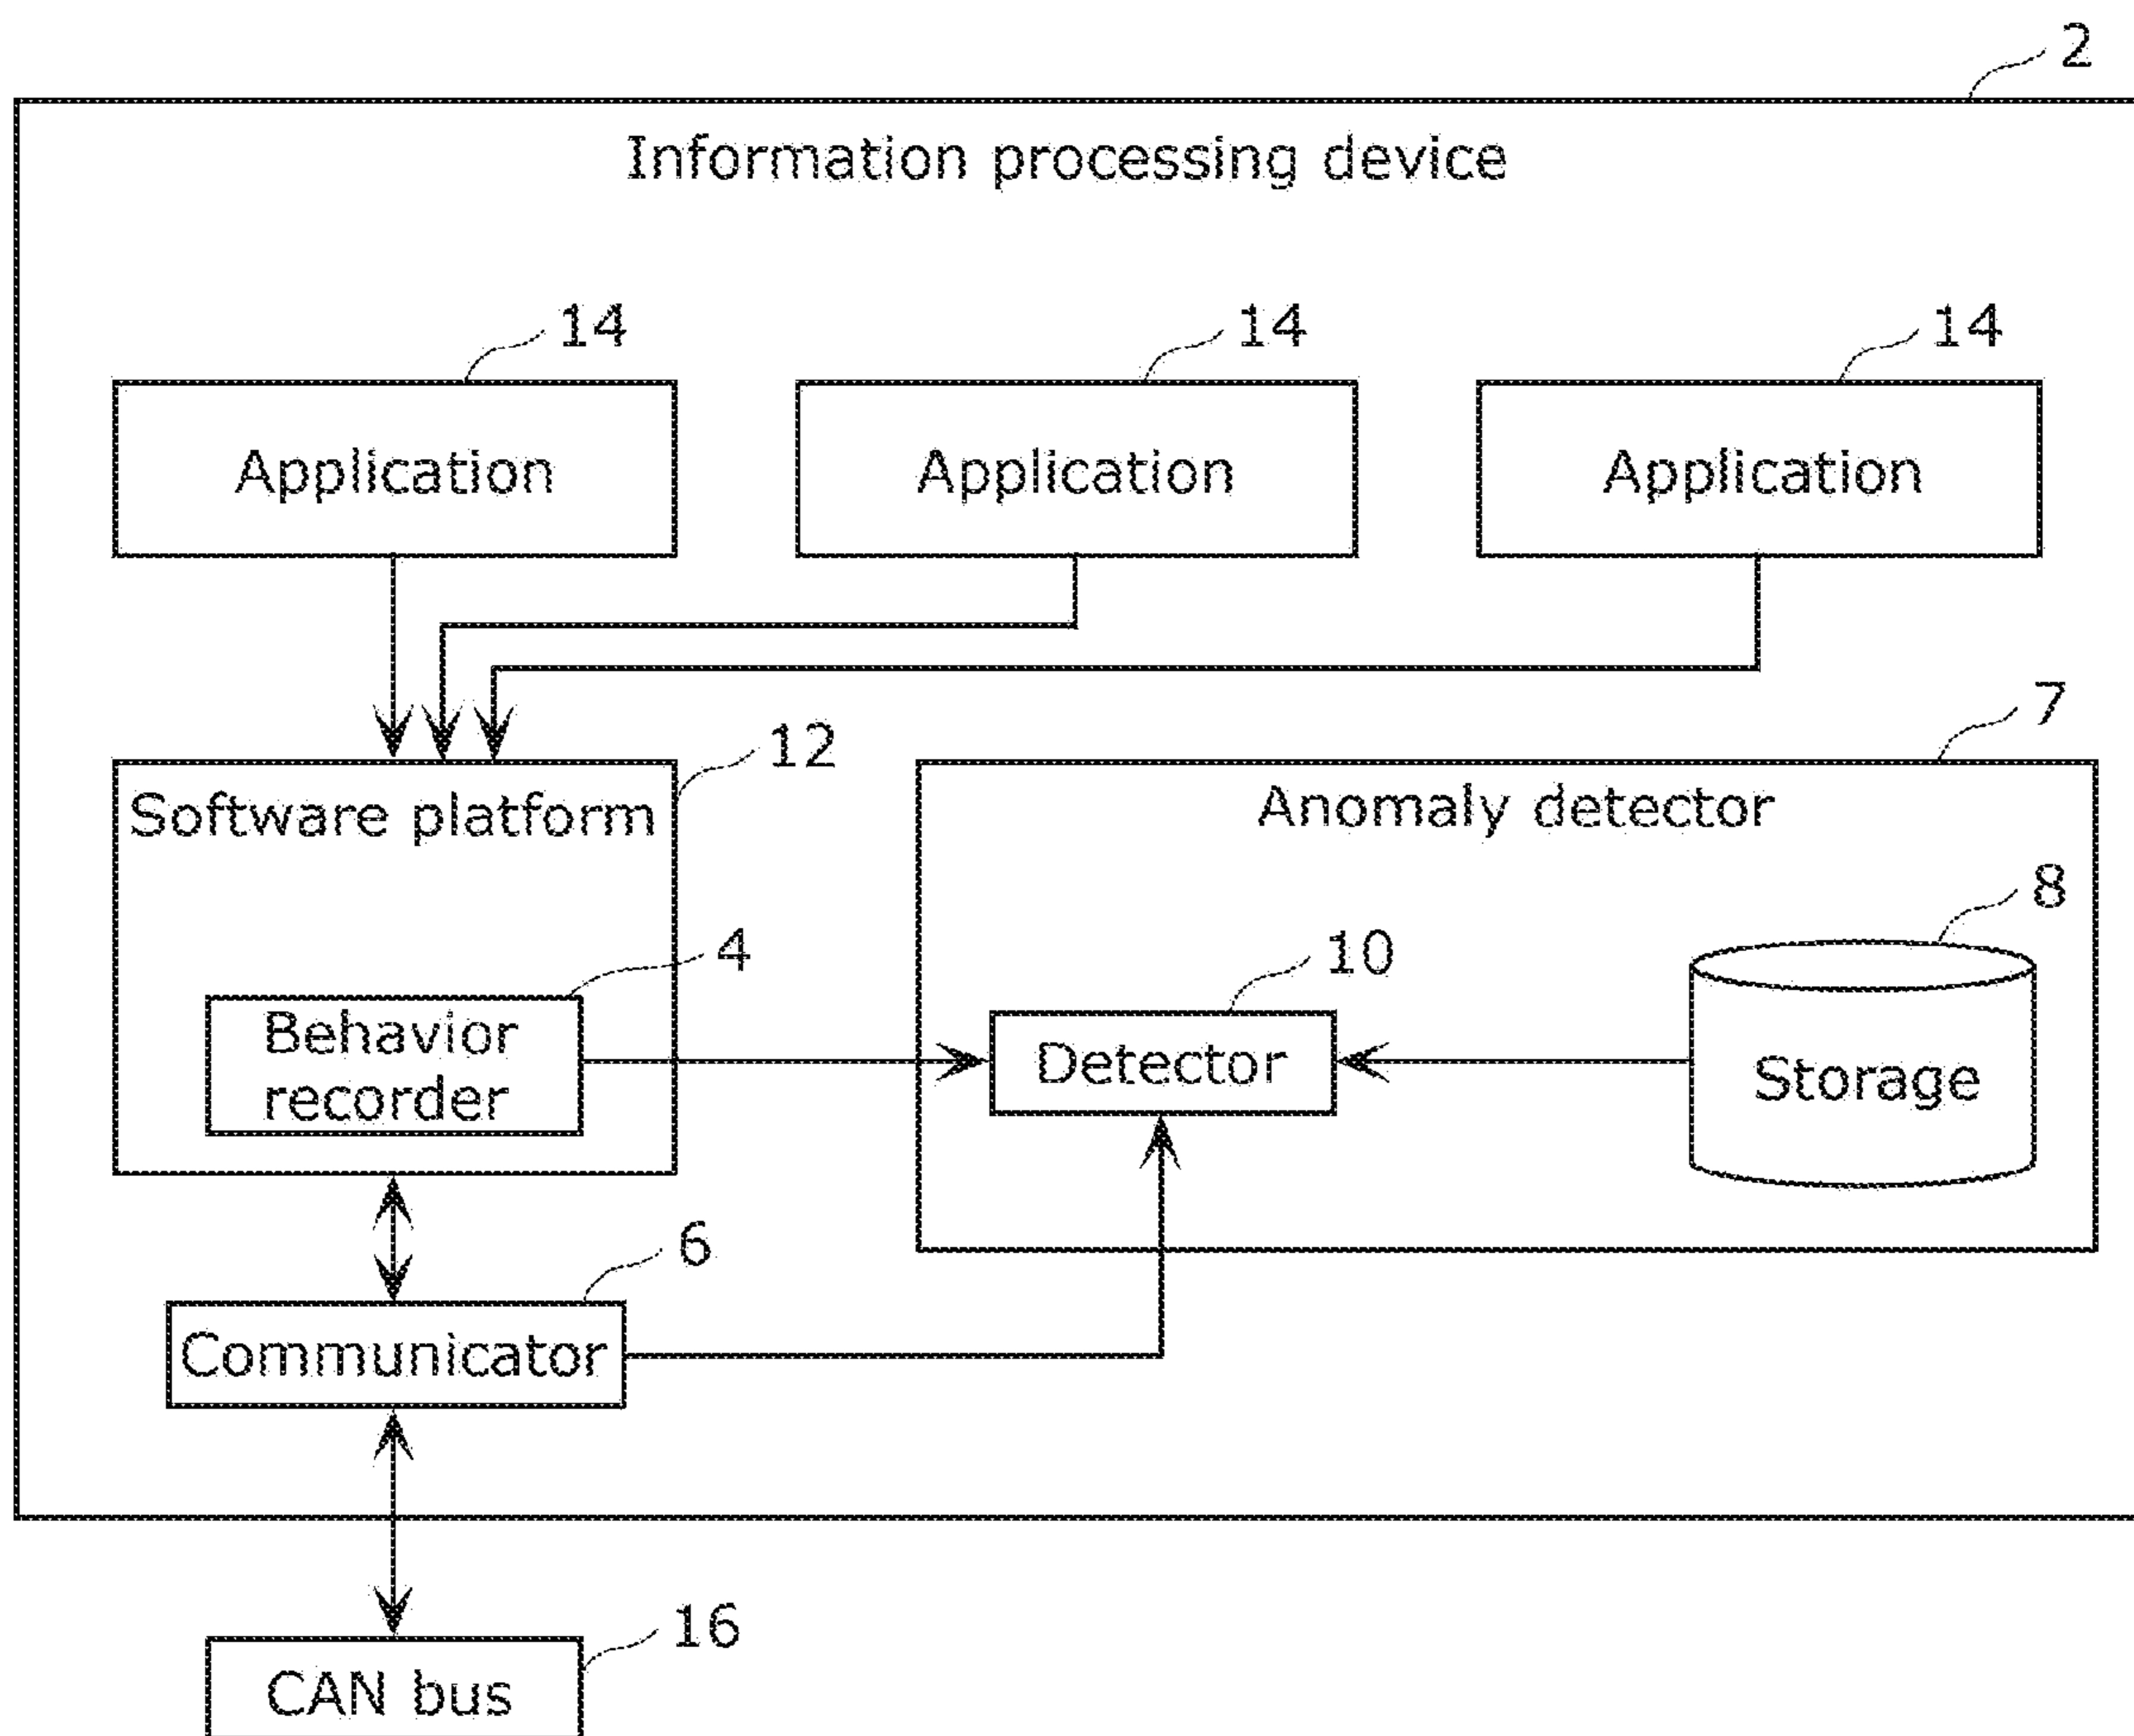 2
Information processing device
14
14
14
Application
Application
Application
7
12
Software platform
Anomaly detector
8
4
10
Behavior
recorder
Detector
Storage
6
Communicator
16
CAN bus